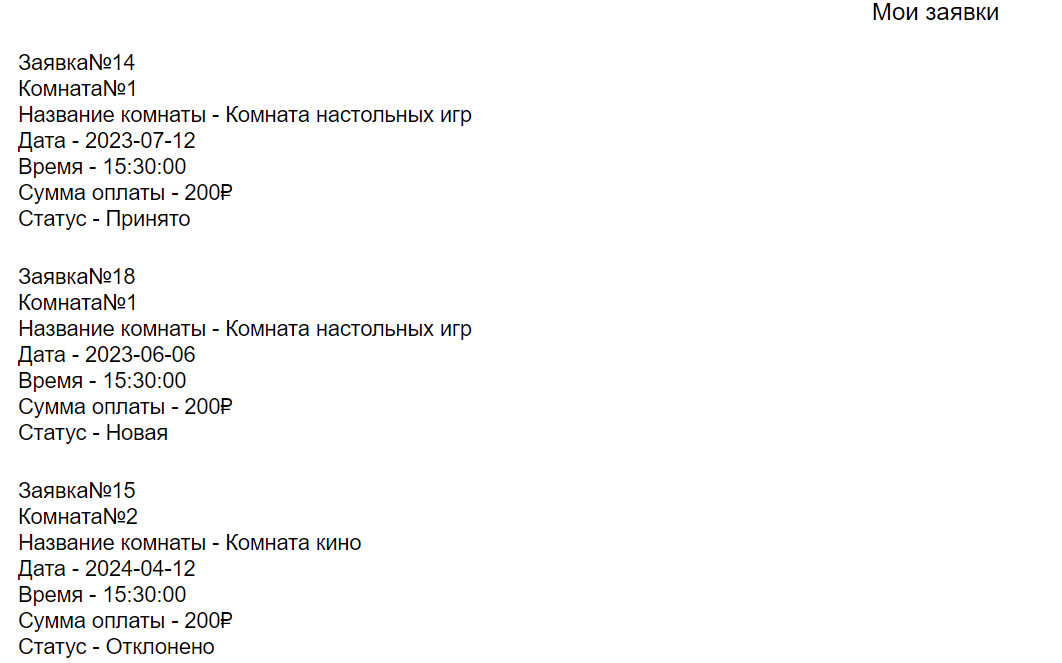 Мои заявки
Заявка№14
Комната№1
Название комнаты - Комната настольных игр
Дата - 2023-07-12
Время - 15:30:00
Сумма оплаты - 200₽
Статус - Принято
Заявка№18
Комната№1
Название комнаты - Комната настольных игр
Дата - 2023-06-06
Время - 15:30:00
Сумма оплаты - 200₽
Статус - Новая
Заявка№15
Комната№2
Название комнаты - Комната кино
Дата - 2024-04-12
Время - 15:30:00
Сумма оплаты - 200₽
Статус - Отклонено